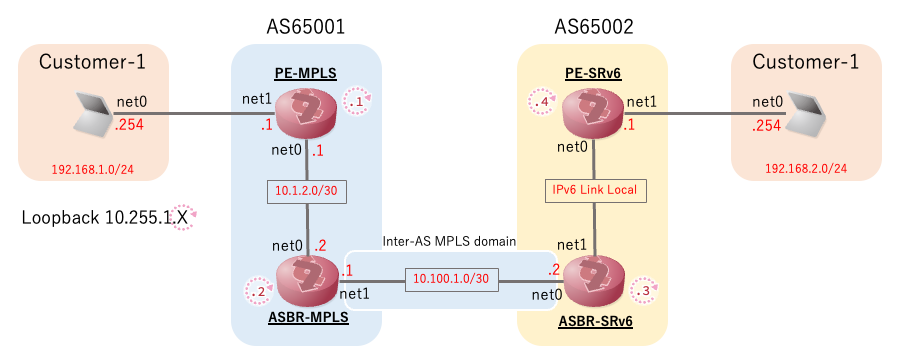 AS65001
AS65002
Customer-1
net0
.254
192.168.1.0/24
PE-MPLS
net1
.1
.1
net0
.1
10.1.2.0/30
PE-SRv6
.4
net1
.1
net0
IPv6 Link Local
Customer-1
net0
.254
192.168.2.0/24
Loopback 10.255.1.X
Inter-AS MPLS domain
net0
.2
.2
.1
net1
ASBR-MPLS
10.100.1.0/30
net1
.2
net0
.3
ASBR-SRv6